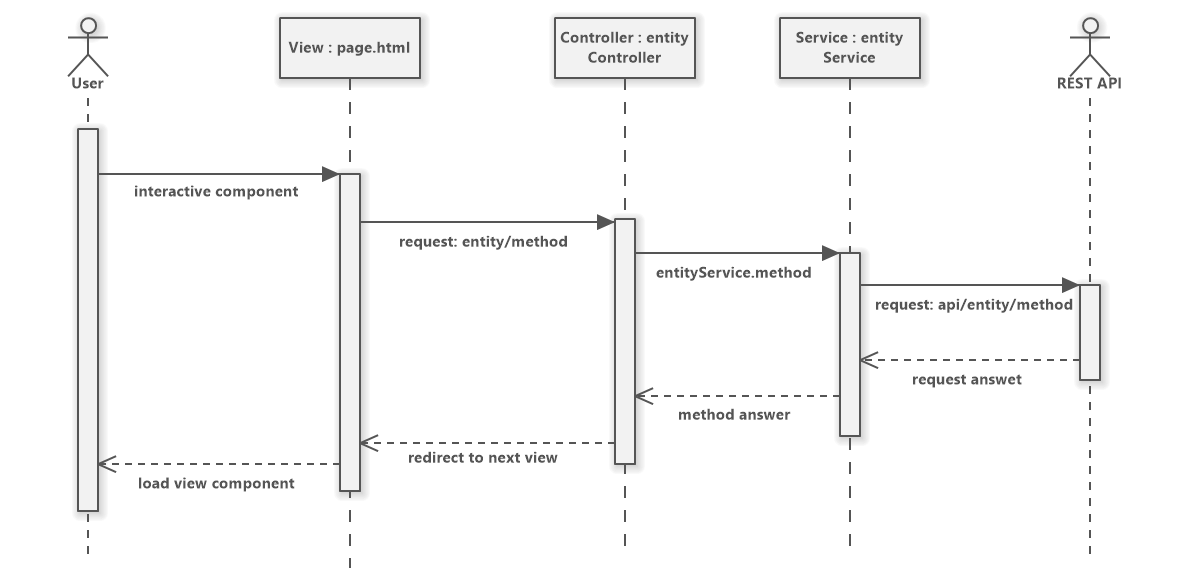 User
View : page.html
Controller : entity
Controller
Service : entity
Service
REST API
interactive component
request: entity/method
entityService.method
request: api/entity/method
request answet
method answer
redirect to next view
load view component